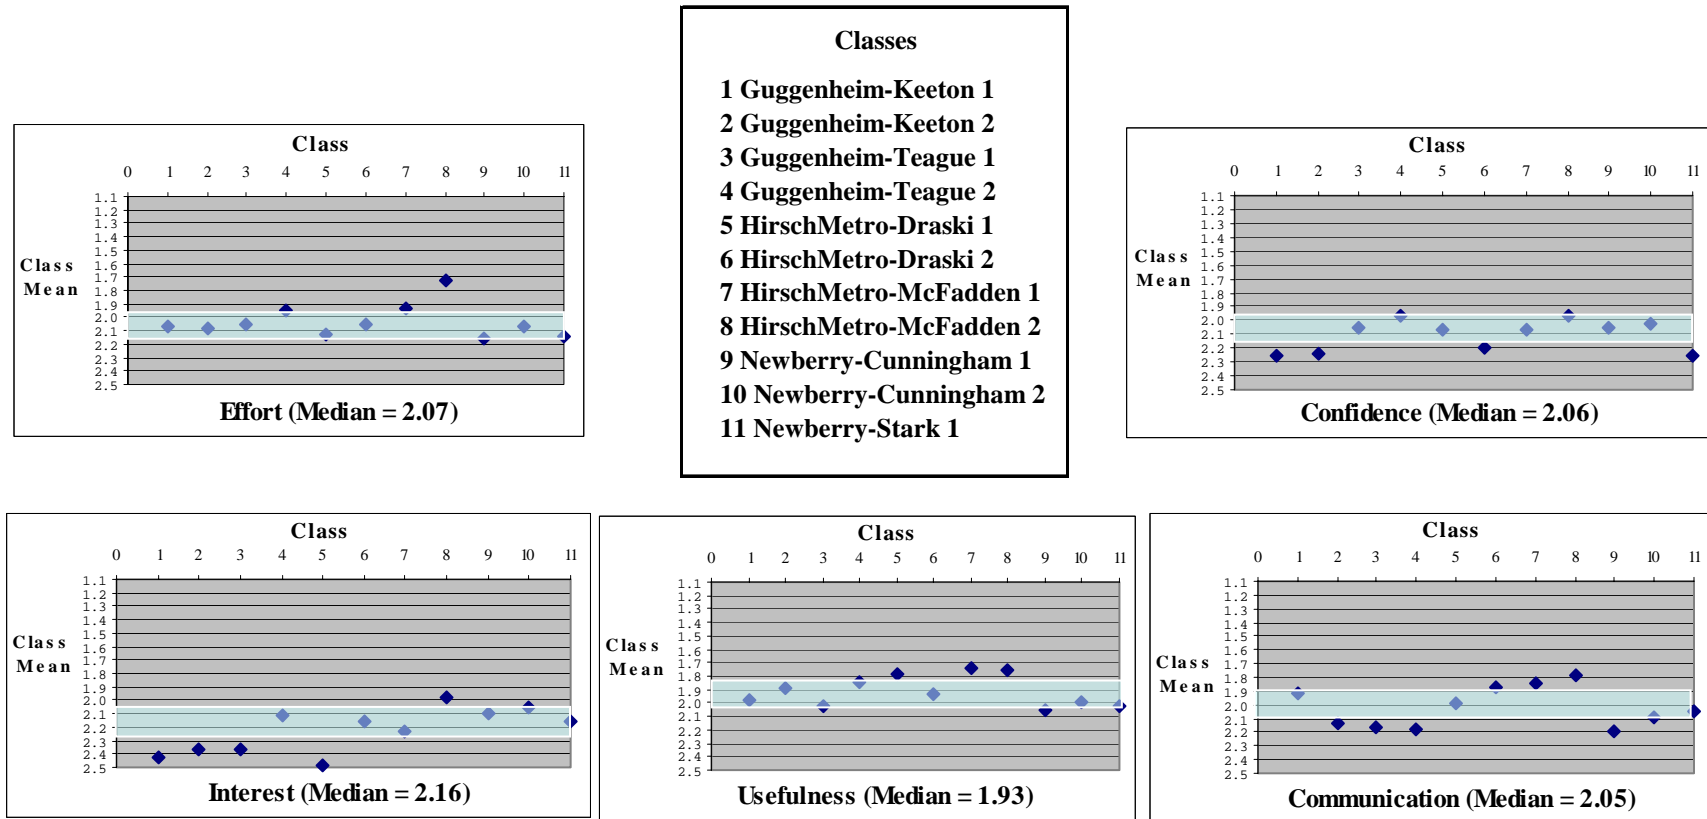 Classes
1 Guggenheim-Keeton 1
2 Guggenheim-Keeton 2
3 Guggenheim-Teague 1
4 Guggenheim-Teague 2
5 HirschMetro-Draski 1
6 HirschMetro-Draski 2
7 HirschMetro-McFadden 1
8 HirschMetro-McFadden 2
9 Newberry-Cunningham 1
10 Newberry-Cunningham 2
11 Newberry-Stark 1
Class
0 1 2 3 4 5 6 7 8 9 10 11
Class
Mean
1.1
1.2
1.3
1.4
1.5
1.6
1.7
1.8
1.9
2.0
2.1
2.2
2.3
2.4
2.5
Effort (Median = 2.07)
Class
0 1 2 3 4 5 6 7 8 9 10 11
Class
Mean
1.1
1.2
1.3
1.4
1.5
1.6
1.7
1.8
1.9
2.0
2.1
2.2
2.3
2.4
2.5
Confidence (Median = 2.06)
Class
0 1 2 3 4 5 6 7 8 9 10 11
Class
Mean
1.1
1.2
1.3
1.4
1.5
1.6
1.7
1.8
1.9
2.0
2.1
2.2
2.3
2.4
2.5
Interest (Median = 2.16)
Class
0 1 2 3 4 5 6 7 8 9 10 11
Class
Mean
1.1
1.2
1.3
1.4
1.5
1.6
1.7
1.8
1.9
2.0
2.1
2.2
2.3
2.4
2.5
Usefulness (Median = 1.93)
Class
0 1 2 3 4 5 6 7 8 9 10 11
Class
Mean
1.1
1.2
1.3
1.4
1.5
1.6
1.7
1.8
1.9
2.0
2.1
2.2
2.3
2.4
2.5
Communication (Median = 2.05)